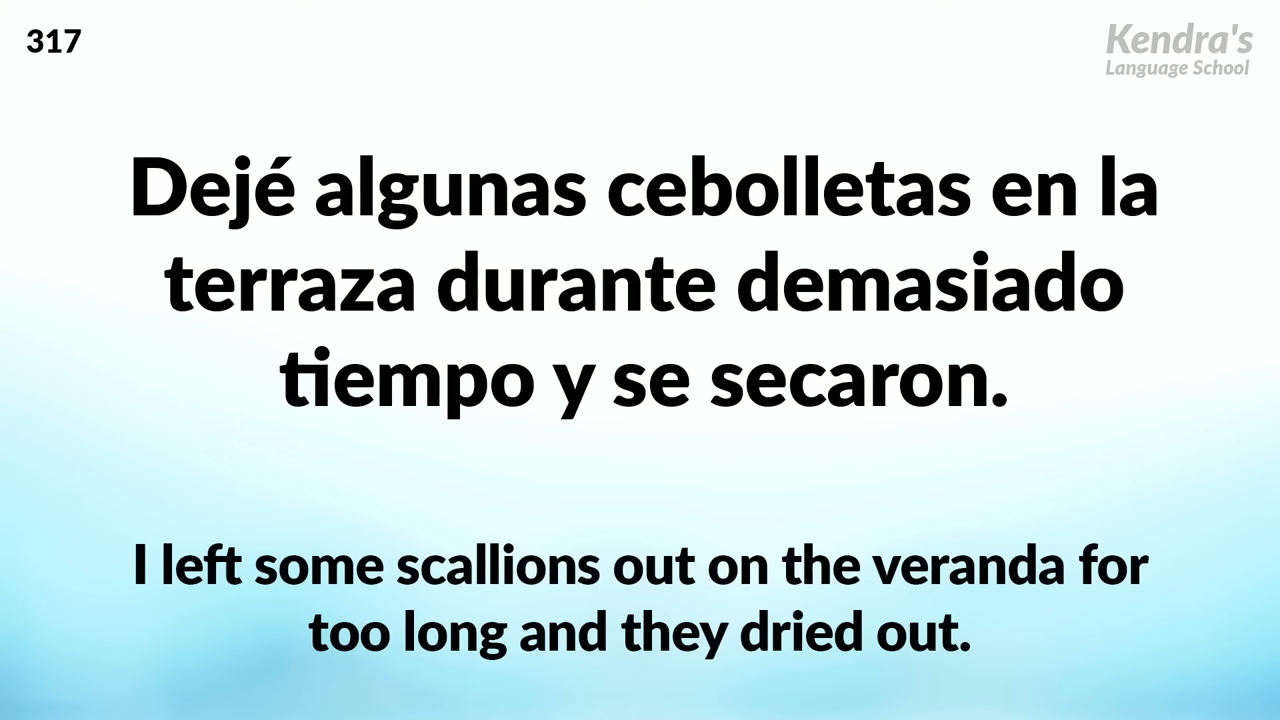 317
Kendra's
Language School
Dejé algunas cebolletas en la
terraza durante demasiado
tiempo y se secaron.
I left some scallions out on the veranda for
too long and they dried out.